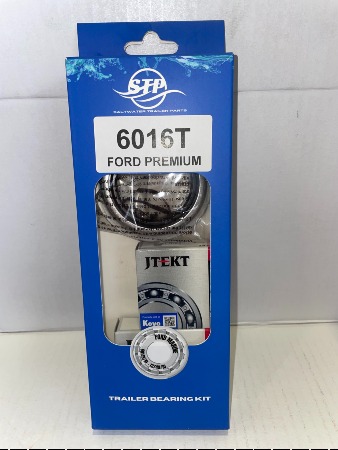 STP
SALTWATER TRAILER PARTS
6016T
FORD PREMIUM
JTEKT
Koyo
TRAILER BEARING KIT